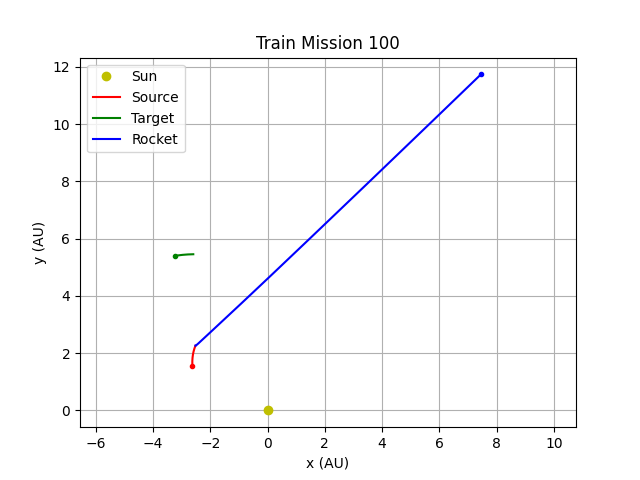 Train Mission 100
Sun
Source
Target
Rocket
y (AU)
12
10
8
6
4
2
0
−6 −4 −2 0 2 4 6 8 10
x (AU)